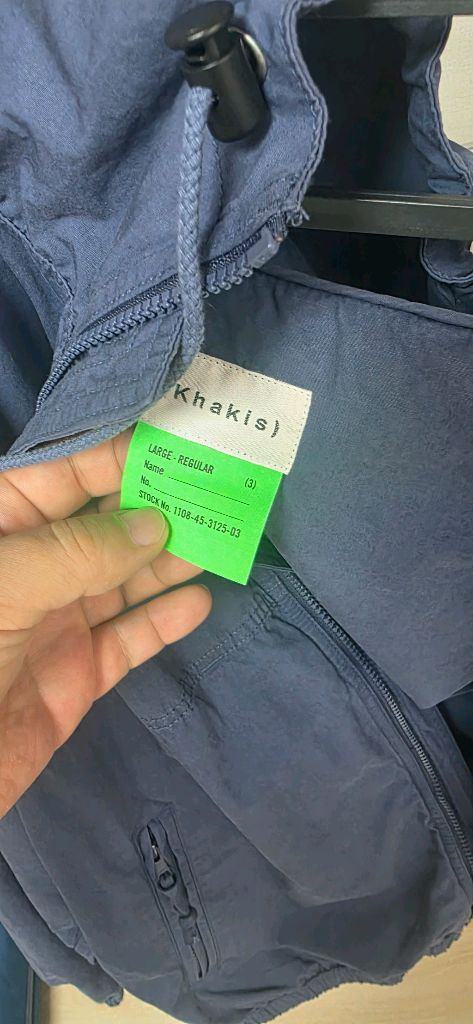 Khakis)
LARGE - REGULAR (3)
Name
No.
STOCK No. 1108-45-3125-03